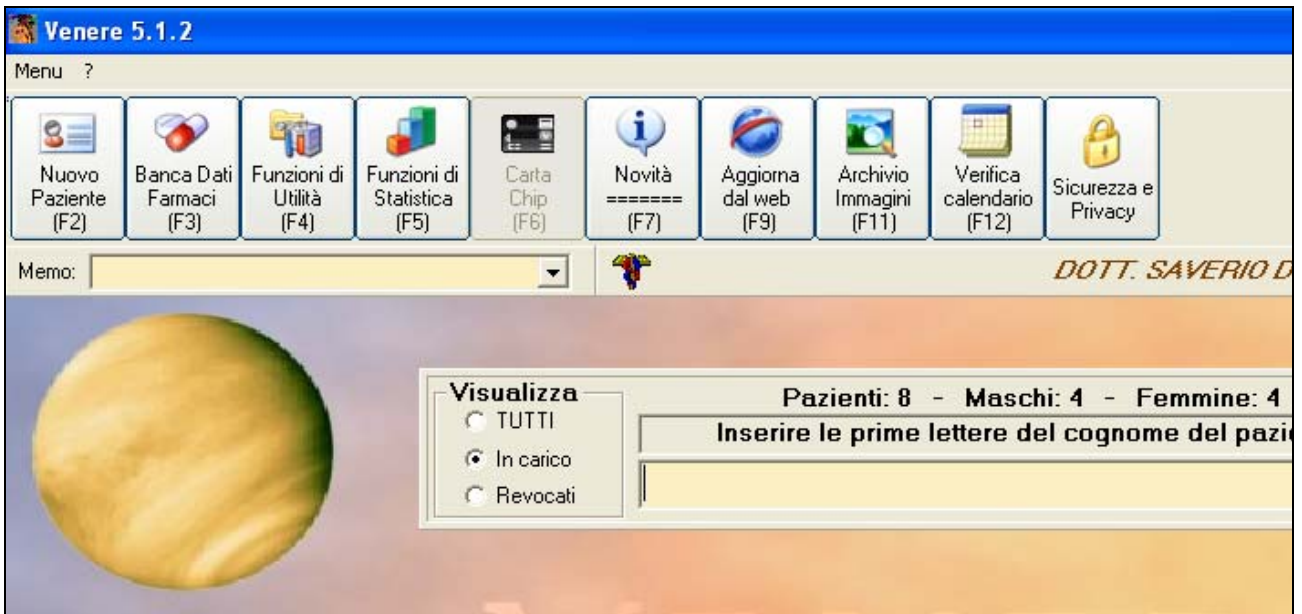 Venere 5.1.2
Menu ?
Nuovo Paziente (F2)
Banca Dati Farmaci (F3)
Funzioni di Utilità (F4)
Funzioni di Statistica (F5)
Carta Chip (F6)
Novità ======= (F7)
Aggiorna dal web (F9)
Archivio Immagini (F11)
Verifica calendario (F12)
Sicurezza e Privacy
Memo:
DOTT. SAVERIO D
Visualizza
TUTTI
In carico
Revocati
Pazienti: 8 - Maschi: 4 - Femmine: 4
Inserire le prime lettere del cognome del pazi